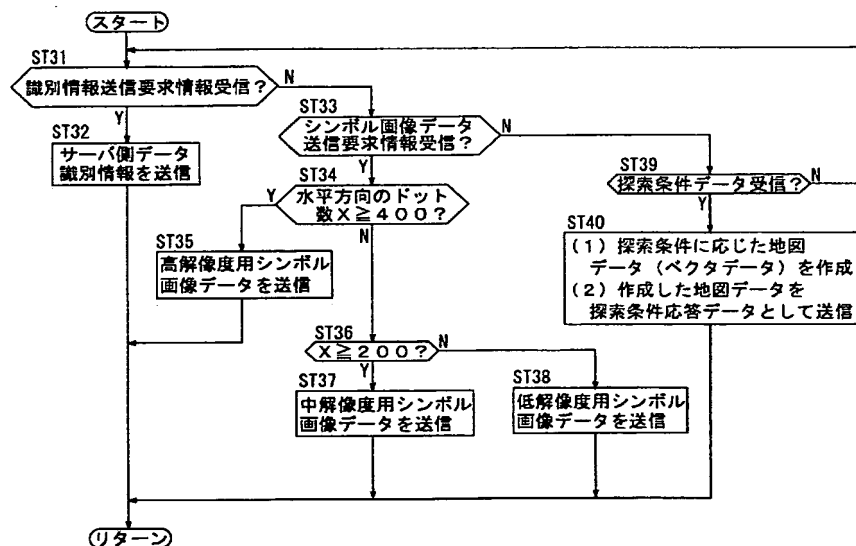 スタート
ST31
識別情報送信要求情報受信？
N
Y
ST32
サーバ側データ
識別情報を送信
ST33
シンボル画像データ
送信要求情報受信？
N
Y
ST34
水平方向のドット
数X≧400？
Y
N
ST35
高解像度用シンボル
画像データを送信
ST36
X≧200？
N
Y
ST37
中解像度用シンボル
画像データを送信
ST38
低解像度用シンボル
画像データを送信
ST39
探索条件データ受信？
N
Y
ST40
(1)探索条件に応じた地図
データ(ベクタデータ)を作成
(2)作成した地図データを
探索条件応答データとして送信
リターン